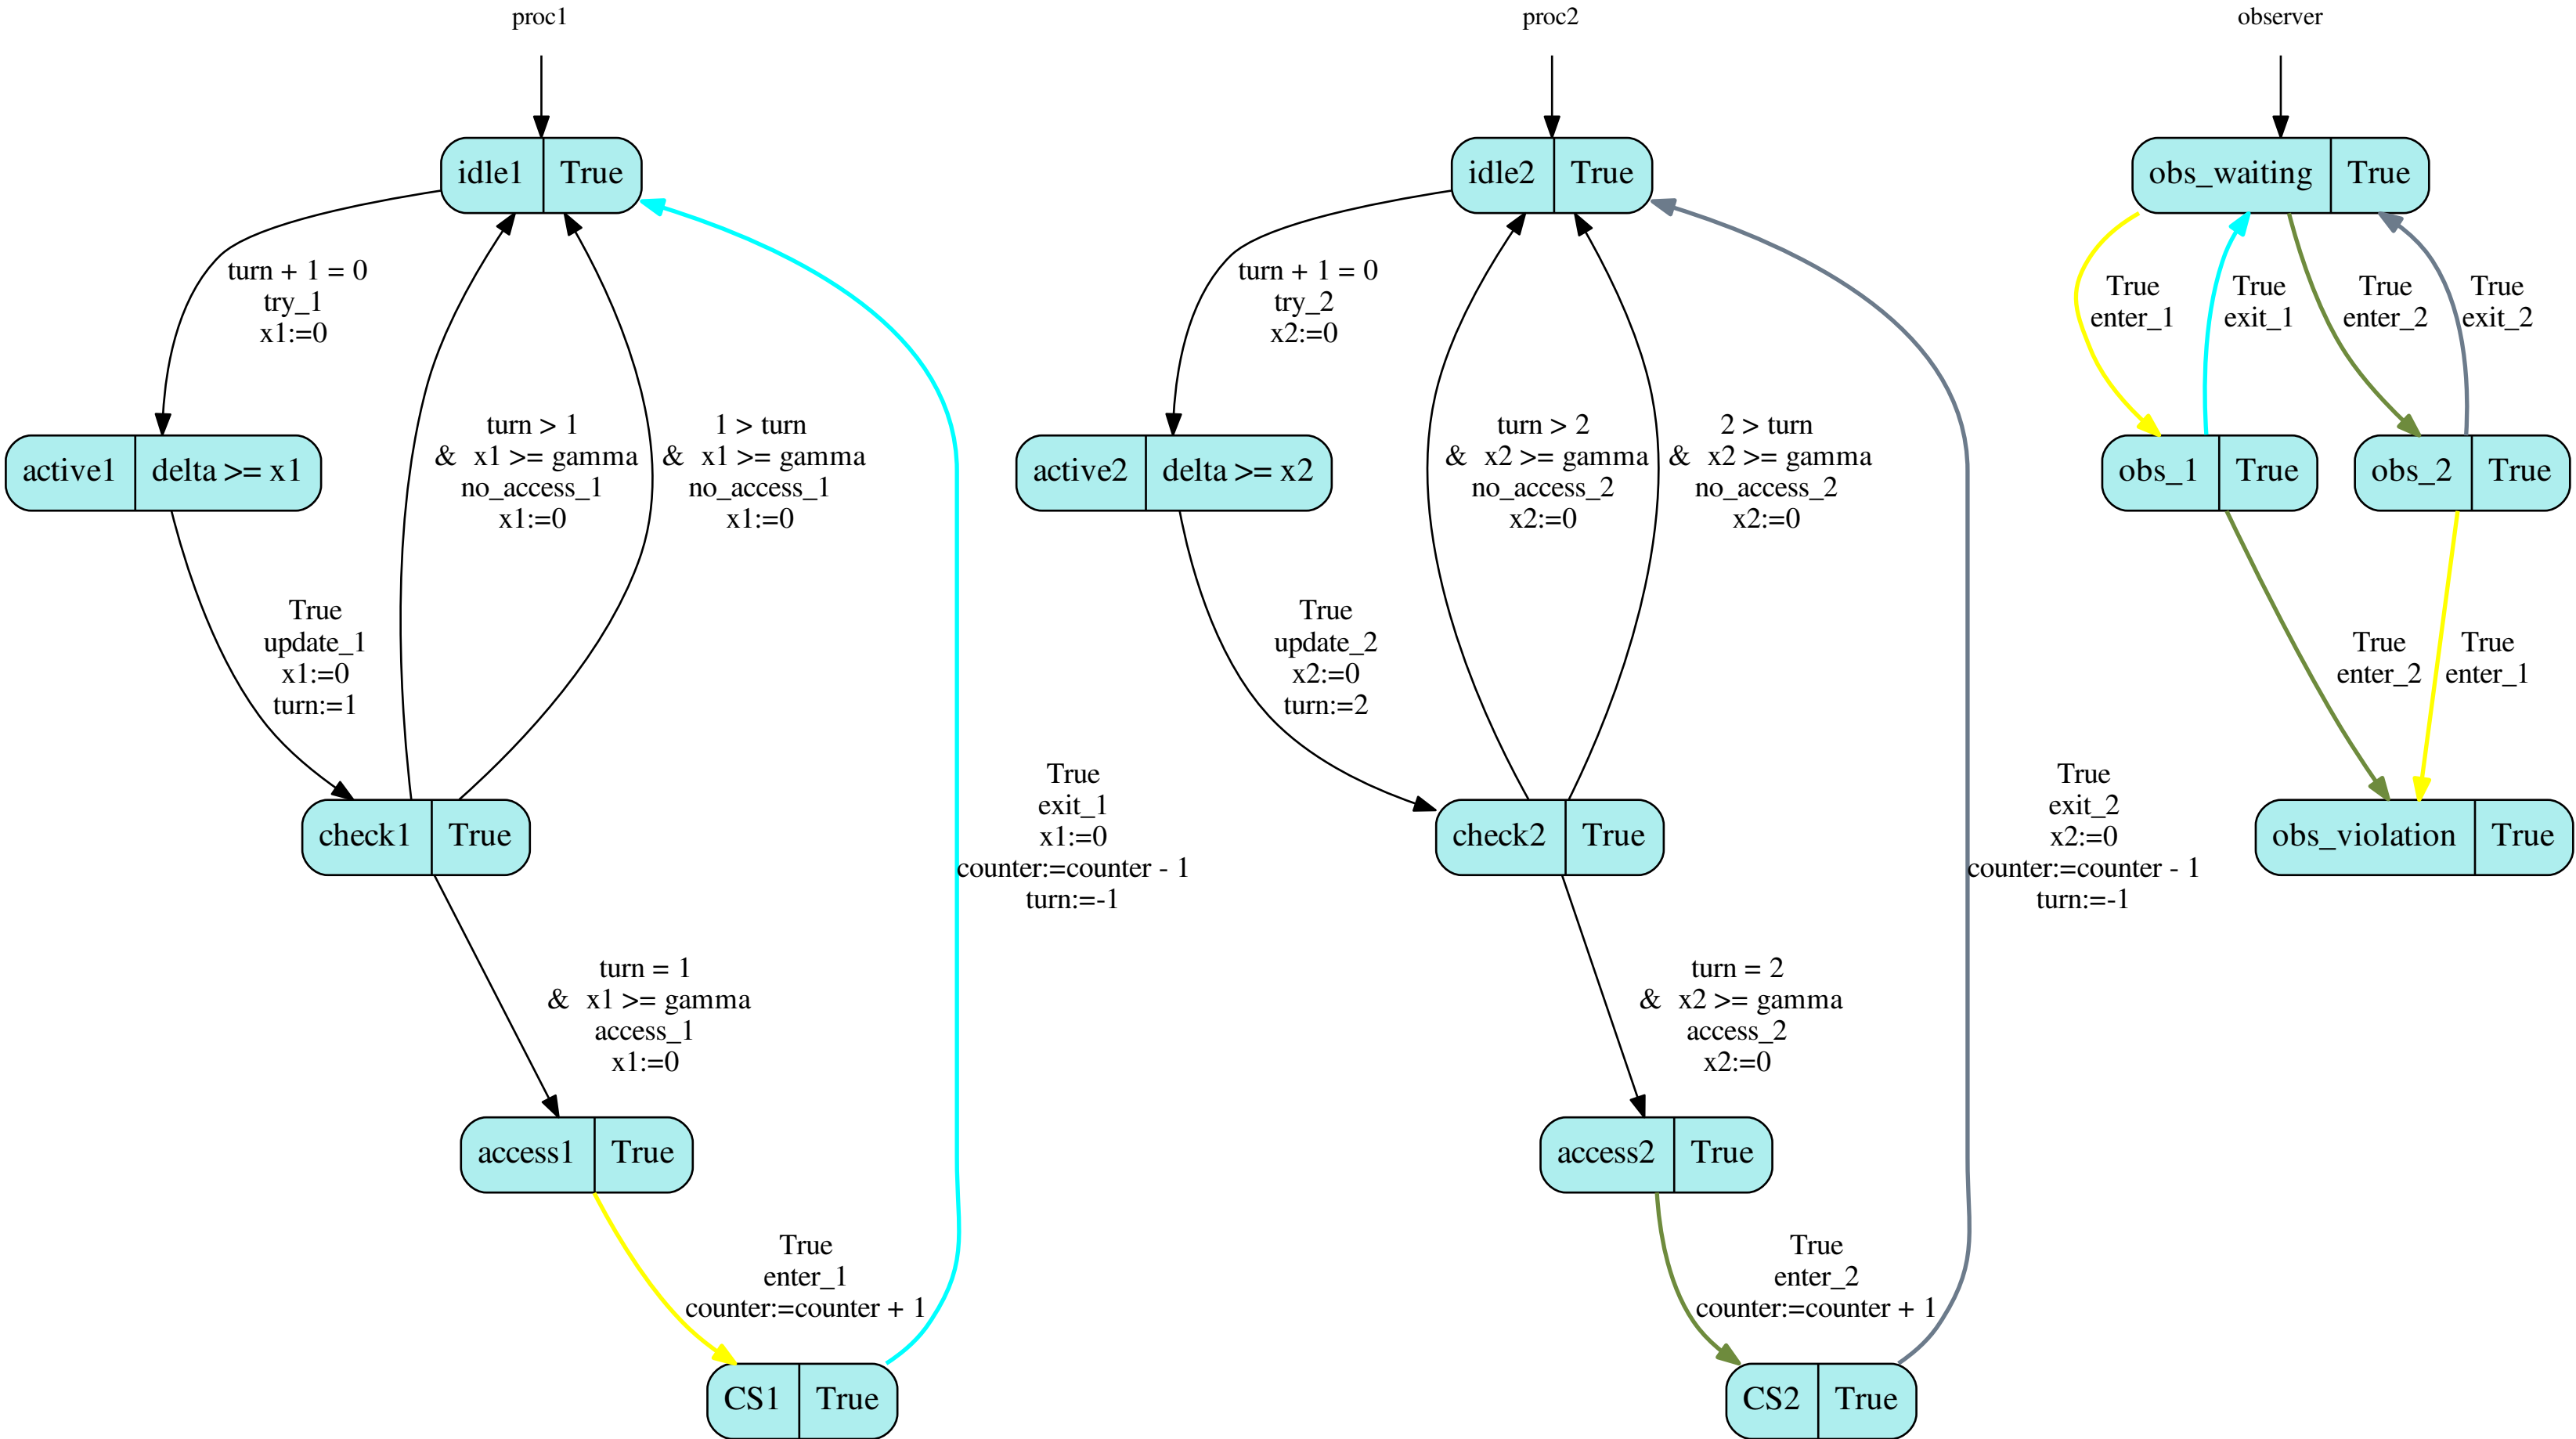 proc1
idle1 True
turn + 1 = 0
try_1
x1:=0
active1 delta >= x1
turn > 1
& x1 >= gamma
no_access_1
x1:=0
1 > turn
& x1 >= gamma
no_access_1
x1:=0
True
update_1
x1:=0
turn:=1
check1 True
True
exit_1
x1:=0
counter:=counter - 1
turn:=-1
turn = 1
& x1 >= gamma
access_1
x1:=0
access1 True
True
enter_1
counter:=counter + 1
CS1 True
proc2
idle2 True
turn + 1 = 0
try_2
x2:=0
active2 delta >= x2
turn > 2
& x2 >= gamma
no_access_2
x2:=0
2 > turn
& x2 >= gamma
no_access_2
x2:=0
True
update_2
x2:=0
turn:=2
check2 True
True
exit_2
x2:=0
counter:=counter - 1
turn:=-1
turn = 2
& x2 >= gamma
access_2
x2:=0
access2 True
True
enter_2
counter:=counter + 1
CS2 True
observer
obs_waiting True
True
enter_1
True
exit_1
True
enter_2
True
exit_2
obs_1 True
obs_2 True
True
enter_2
True
enter_1
obs_violation True